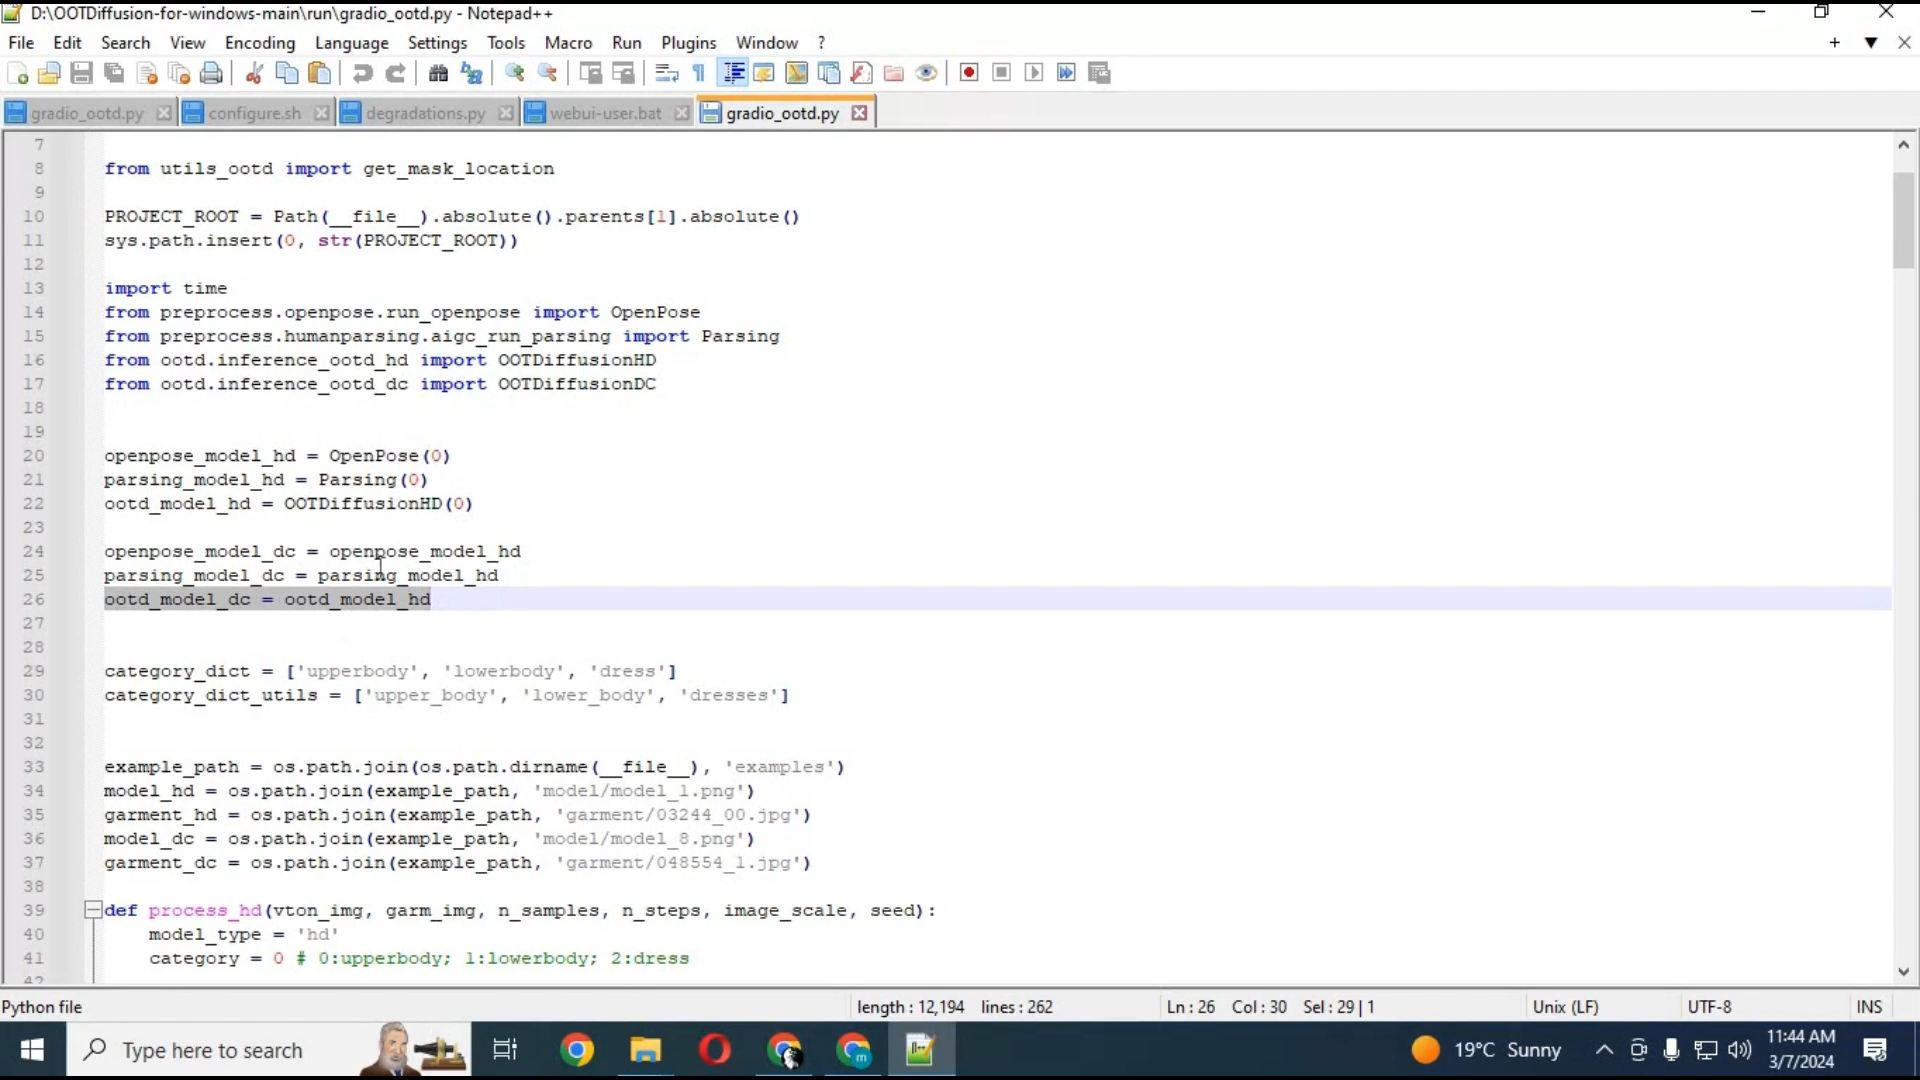 D:\OOTDiffusion-for-windows-main\run\gradio_ootd.py - Notepad++
File Edit Search View Encoding Language Settings Tools Macro Run Plugins Window ?
gradio_ootd.py configure.sh degradations.py webui-user.bat gradio_ootd.py
7
8 from utils_ootd import get_mask_location
9
10 PROJECT_ROOT = Path(__file__).absolute().parents[1].absolute()
11 sys.path.insert(0, str(PROJECT_ROOT))
12
13 import time
14 from preprocess.openpose.run_openpose import OpenPose
15 from preprocess.humanparsing.aigc_run_parsing import Parsing
16 from ootd.inference_ootd_hd import OOTDiffusionHD
17 from ootd.inference_ootd_dc import OOTDiffusionDC
18
19
20 openpose_model_hd = OpenPose(0)
21 parsing_model_hd = Parsing(0)
22 ootd_model_hd = OOTDiffusionHD(0)
23
24 openpose_model_dc = openpose_model_hd
25 parsing_model_dc = parsing_model_hd
26 ootd_model_dc = ootd_model_hd
27
28
29 category_dict = ['upperbody', 'lowerbody', 'dress']
30 category_dict_utils = ['upper_body', 'lower_body', 'dresses']
31
32
33 example_path = os.path.join(os.path.dirname(__file__), 'examples')
34 model_hd = os.path.join(example_path, 'model/model_1.png')
35 garment_hd = os.path.join(example_path, 'garment/03244_00.jpg')
36 model_dc = os.path.join(example_path, 'model/model_8.png')
37 garment_dc = os.path.join(example_path, 'garment/048554_1.jpg')
38
39 def process_hd(vton_img, garm_img, n_samples, n_steps, image_scale, seed):
40 model_type = 'hd'
41 category = 0 # 0:upperbody; 1:lowerbody; 2:dress
42
Python file length : 12,194 lines : 262 Ln : 26 Col : 30 Sel : 29 | 1 Unix (LF) UTF-8 INS
Type here to search 19°C Sunny 11:44 AM
3/7/2024